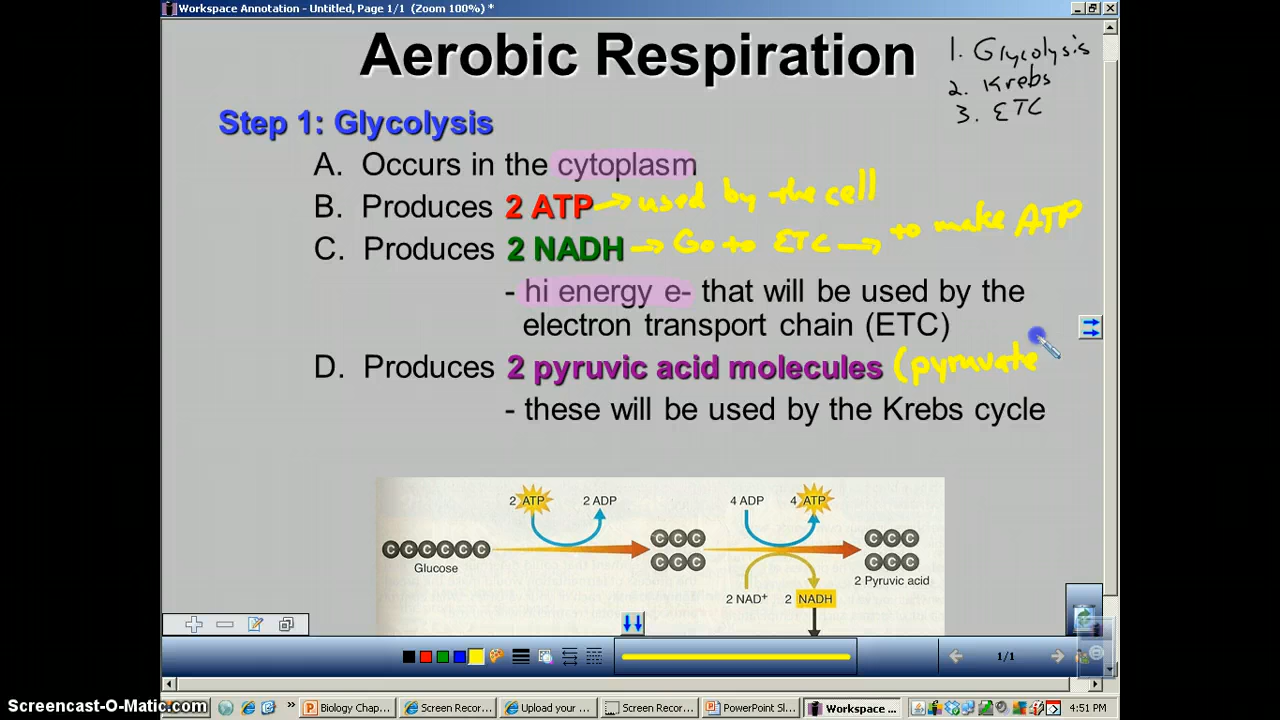 Workspace Annotation - Untitled, Page 1/1 (Zoom 100%) *
Aerobic Respiration
1. Glycolysis
2. Krebs
3. ETC
Step 1: Glycolysis
A. Occurs in the cytoplasm
B. Produces 2 ATP → used by the cell
C. Produces 2 NADH → Go to ETC → to make ATP
- hi energy e- that will be used by the
electron transport chain (ETC)
D. Produces 2 pyruvic acid molecules (pyruvate
- these will be used by the Krebs cycle
2 ATP 2 ADP 4 ADP 4 ATP
C C C C C C C C C C C C
C C C C C C
Glucose
2 Pyruvic acid
2 NAD+ 2 NADH
1/1
Screencast-O-Matic.com
» Biology Chap... Screen Recor... Upload your ... Screen Recor... PowerPoint Sl... Workspace ... 4:51 PM